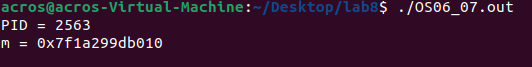 acros@acros-Virtual-Machine:~/Desktop/lab8$ ./OS06_07.out
PID = 2563
m = 0x7f1a299db010